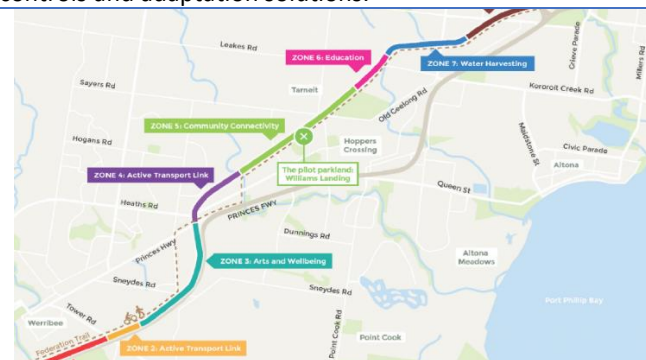 controls and adaptation solutions.
Leakes Rd
ZONE 6: Education
ZONE 7: Water Harvesting
Grieve Parade
Millers Rd
Sayers Rd
Tarneit
Old Geelong Rd
Kororoit Creek Rd
ZONE 5: Community Connectivity
Hogans Rd
Hoppers
Crossing
Maidstone St
Civic Parade
Altona
The pilot parkland:
Williams Landing
ZONE 4: Active Transport Link
Queen St
Heaths Rd
PRINCES FWY
Princes Hwy
Dunnings Rd
ZONE 3: Arts and Wellbeing
Altona
Meadows
Sneydes Rd
Sneydes Rd
Port Phillip Bay
Tower Rd
Werribee
Point Cook Rd
Point Cook
Federation Trail
ZONE 2: Active Transport Link